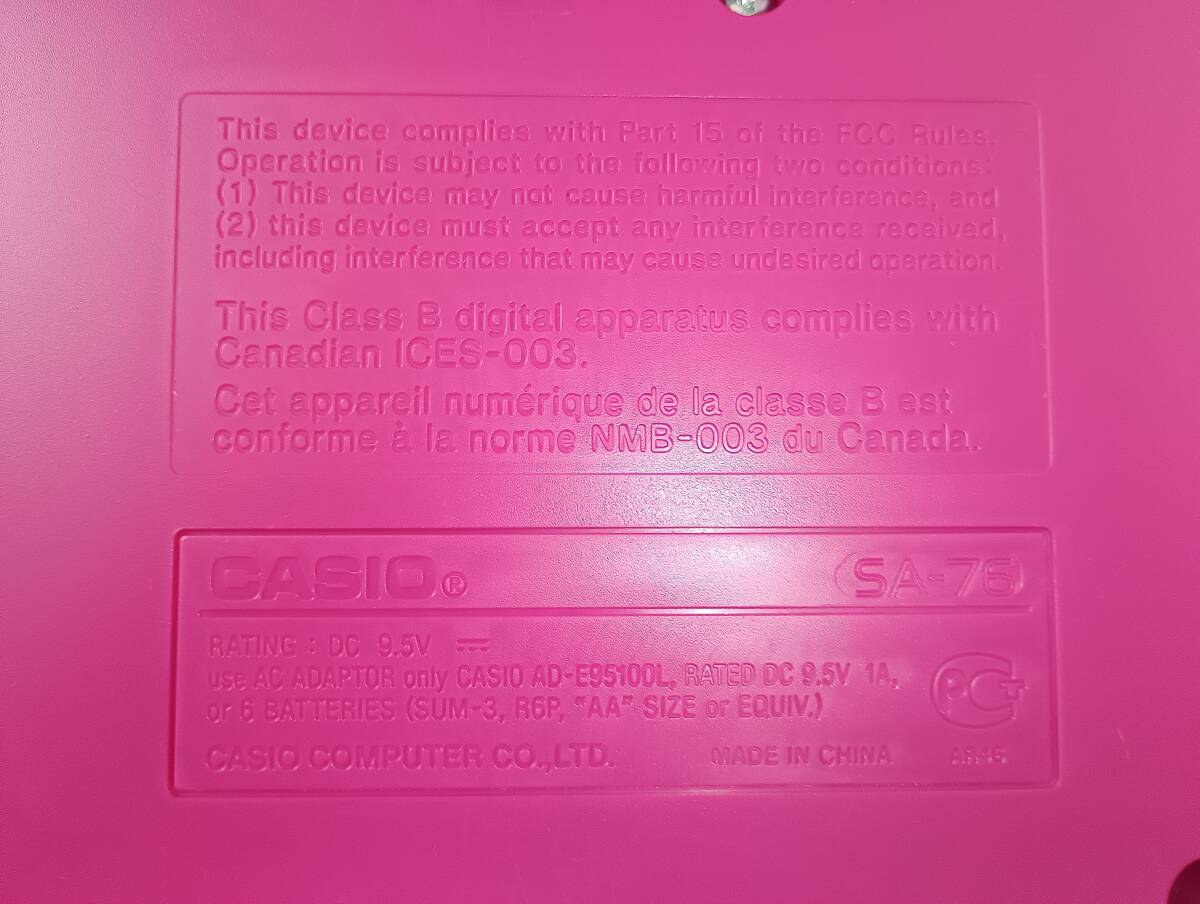 This device complies with Part 15 of the FCC Rules.
Operation is subject to the following two conditions:
(1) This device may not cause harmful interference, and
(2) this device must accept any interference received,
including interference that may cause undesired operation.
This Class B digital apparatus complies with
Canadian ICES-003.
Cet appareil numérique de la classe B est
conforme à la norme NMB-003 du Canada.
CASIO® SA-76
RATING : DC 9.5V ⎓
use AC ADAPTOR only CASIO AD-E95100L, RATED DC 9.5V 1A,
or 6 BATTERIES (SUM-3, R6P, "AA" SIZE or EQUIV.)
PCT
CASIO COMPUTER CO.,LTD. MADE IN CHINA